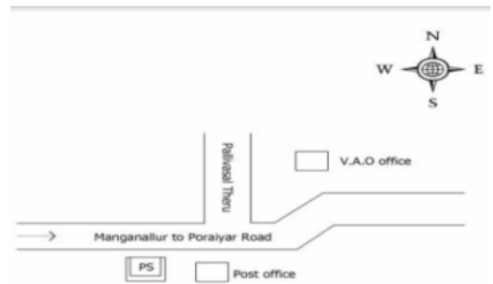 N
W E
S
Pallivasal Theru
V.A.O office
Manganallur to Poraiyar Road
PS
Post office